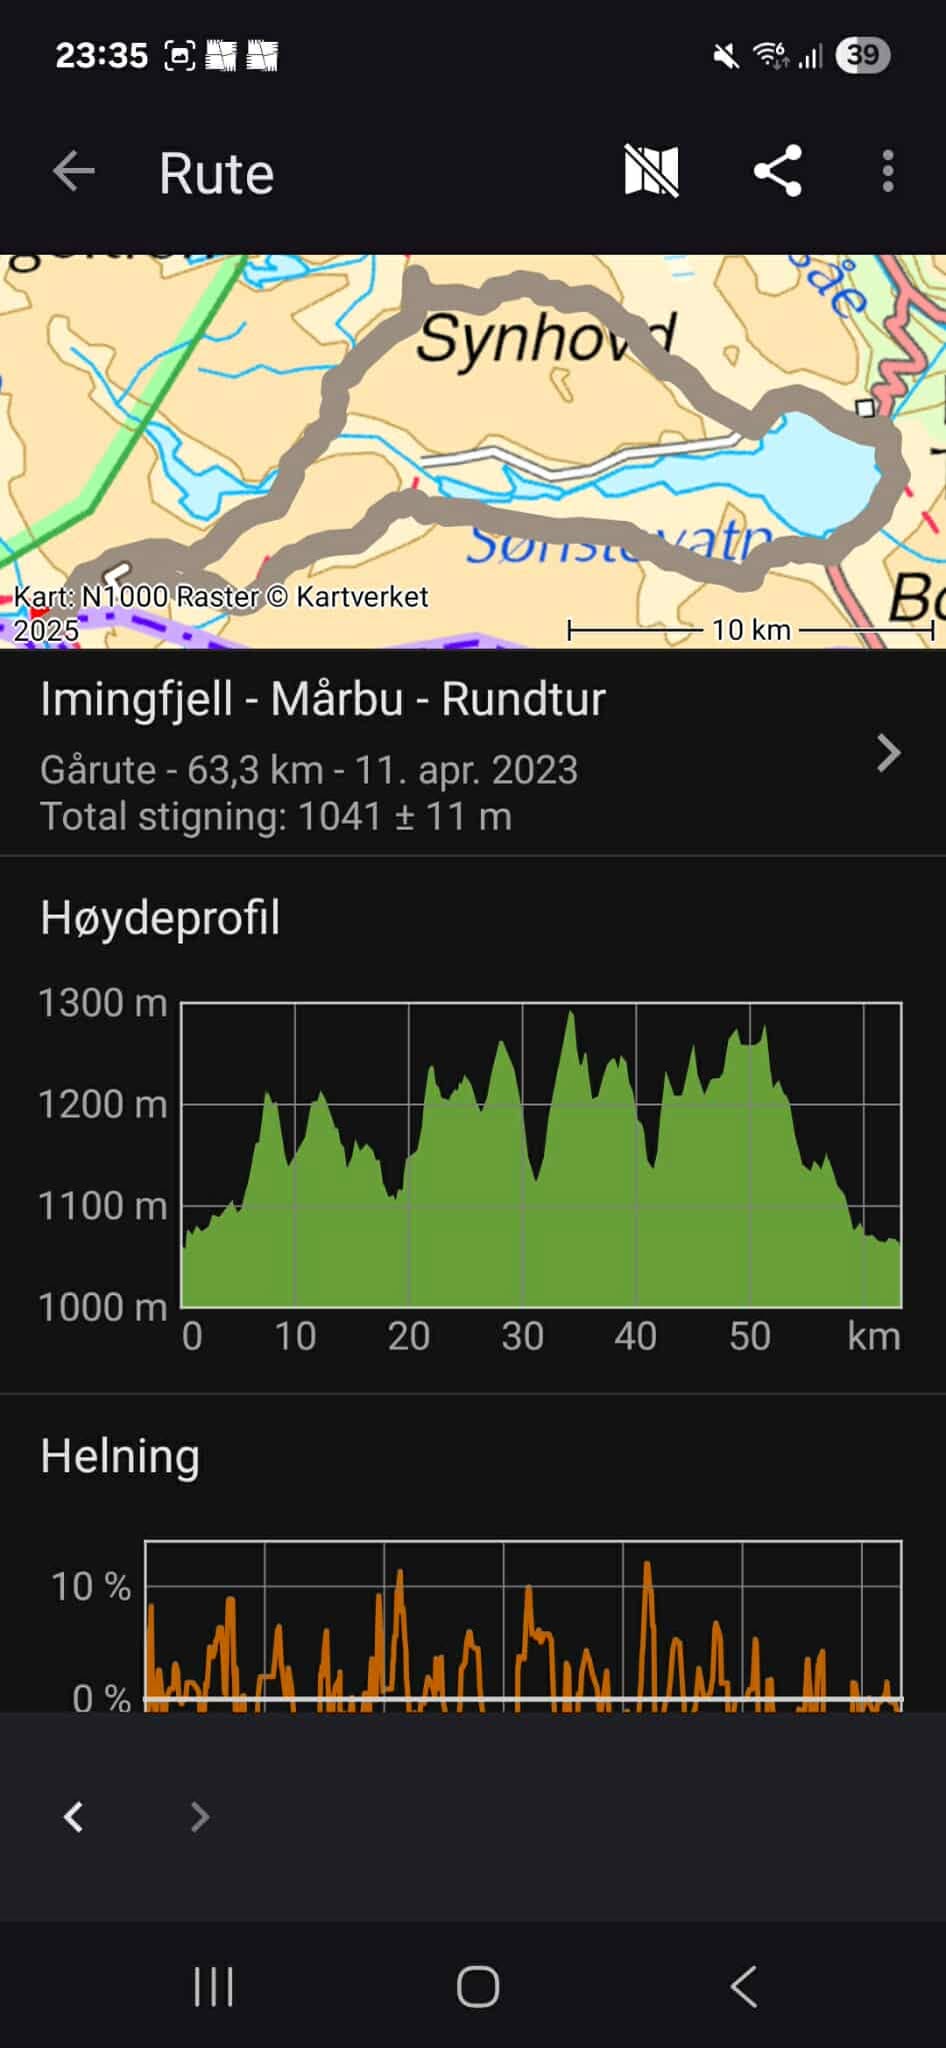 23:35
39
Rute
Synhovd
åe
Sønstevatn
Bo
Kart: N1000 Raster © Kartverket
2025
10 km
Imingfjell - Mårbu - Rundtur
Gårute - 63,3 km - 11. apr. 2023
Total stigning: 1041 ± 11 m
Høydeprofil
1300 m
1200 m
1100 m
1000 m
0 10 20 30 40 50 km
Helning
10 %
0 %